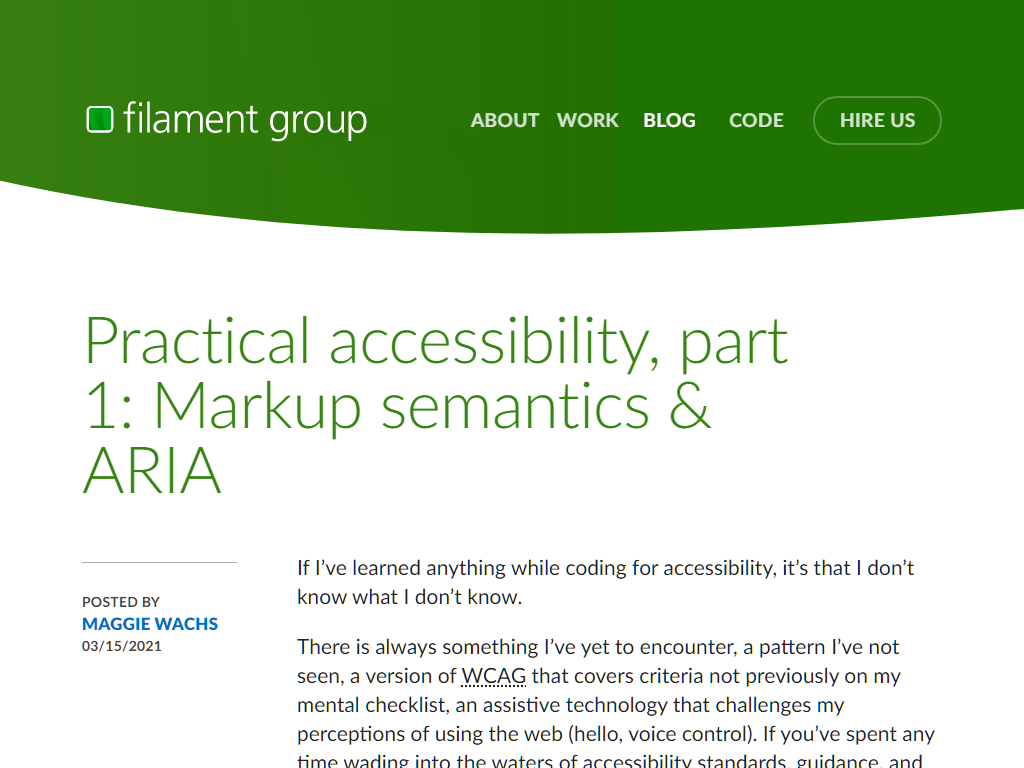 filament group
ABOUT WORK BLOG CODE HIRE US
Practical accessibility, part
1: Markup semantics &
ARIA
POSTED BY
MAGGIE WACHS
03/15/2021
If I’ve learned anything while coding for accessibility, it’s that I don’t
know what I don’t know.
There is always something I’ve yet to encounter, a pattern I’ve not
seen, a version of WCAG that covers criteria not previously on my
mental checklist, an assistive technology that challenges my
perceptions of using the web (hello, voice control). If you’ve spent any
time wading into the waters of accessibility standards, guidance, and